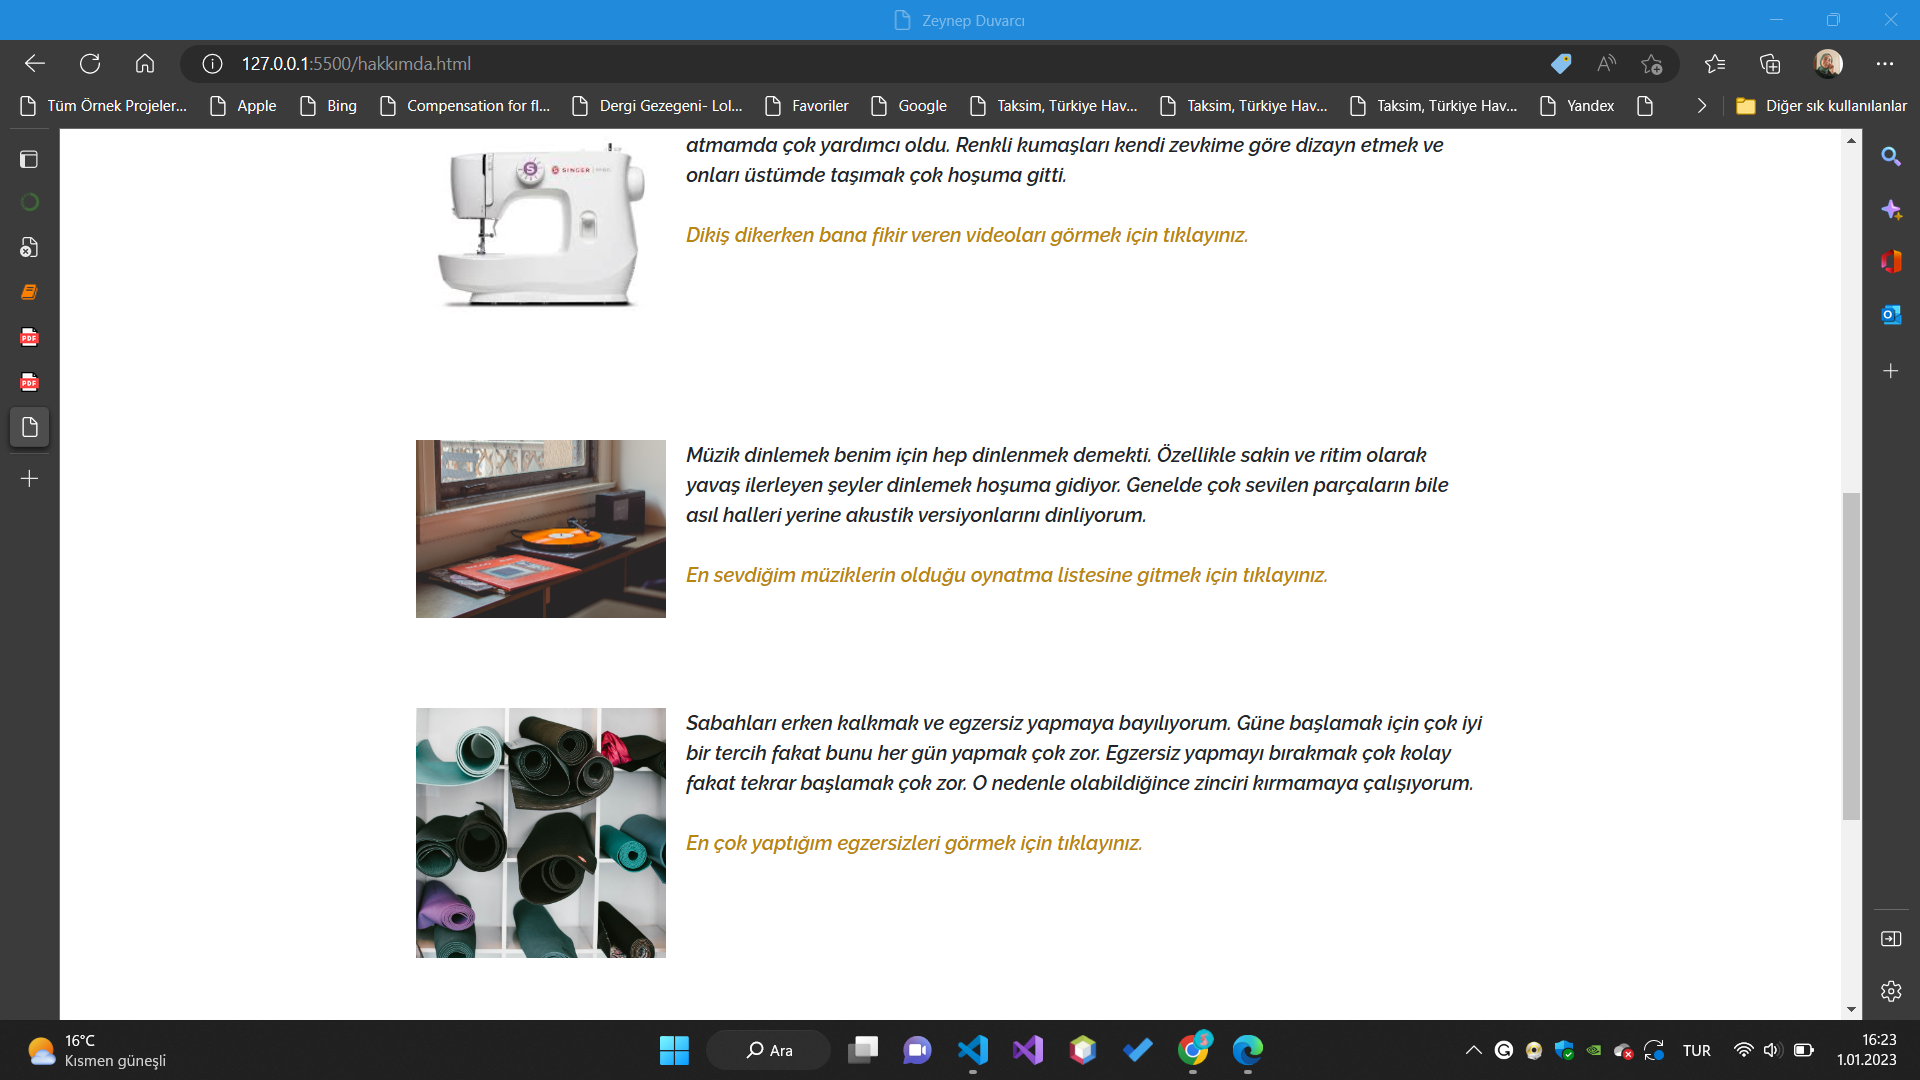 Zeynep Duvarcı
127.0.0.1:5500/hakkımda.html
Tüm Örnek Projeler...
Apple
Bing
Compensation for fl...
Dergi Gezegeni- Lol...
Favoriler
Google
Taksim, Türkiye Hav...
Taksim, Türkiye Hav...
Taksim, Türkiye Hav...
Yandex
Diğer sık kullanılanlar
atmamda çok yardımcı oldu. Renkli kumaşları kendi zevkime göre dizayn etmek ve
onları üstümde taşımak çok hoşuma gitti.
S SINGER
Dikiş dikerken bana fikir veren videoları görmek için tıklayınız.
PDF
PDF
Müzik dinlemek benim için hep dinlenmek demekti. Özellikle sakin ve ritim olarak
yavaş ilerleyen şeyler dinlemek hoşuma gidiyor. Genelde çok sevilen parçaların bile
asıl halleri yerine akustik versiyonlarını dinliyorum.
En sevdiğim müziklerin olduğu oynatma listesine gitmek için tıklayınız.
Sabahları erken kalkmak ve egzersiz yapmaya bayılıyorum. Güne başlamak için çok iyi
bir tercih fakat bunu her gün yapmak çok zor. Egzersiz yapmayı bırakmak çok kolay
fakat tekrar başlamak çok zor. O nedenle olabildiğince zinciri kırmamaya çalışıyorum.
En çok yaptığım egzersizleri görmek için tıklayınız.
16°C
Kısmen güneşli
Ara
TUR
16:23
1.01.2023